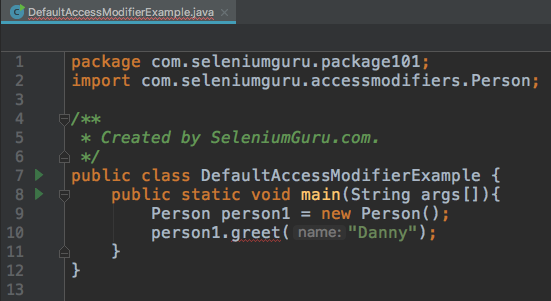 DefaultAccessModifierExample.java ×
1 package com.seleniumguru.package101;
2 import com.seleniumguru.accessmodifiers.Person;
3
4 /**
5  * Created by SeleniumGuru.com.
6  */
7 public class DefaultAccessModifierExample {
8     public static void main(String args[]){
9         Person person1 = new Person();
10         person1.greet( name: "Danny");
11     }
12 }
13